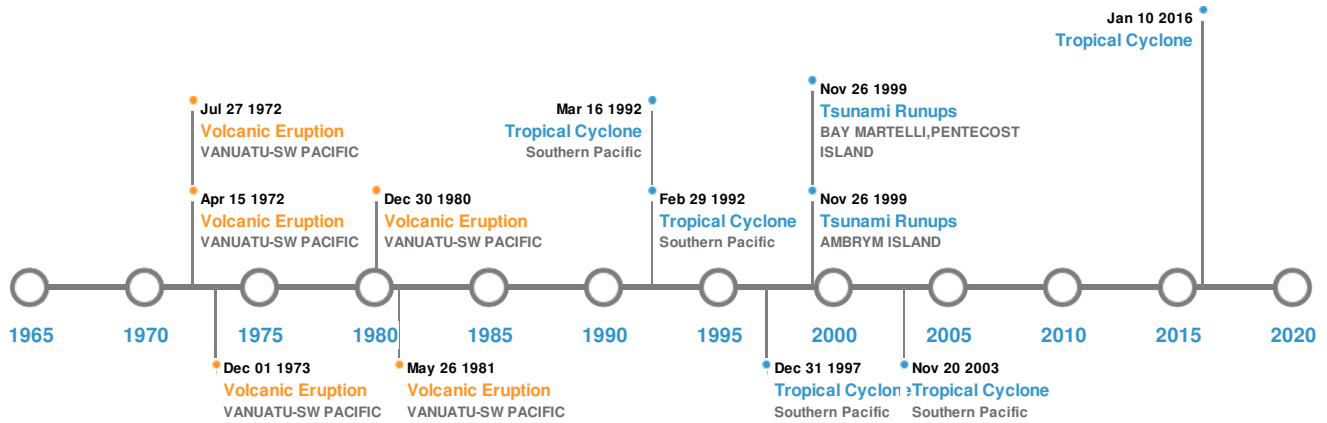 Jan 10 2016
Tropical Cyclone
Jul 27 1972
Volcanic Eruption
VANUATU-SW PACIFIC
Mar 16 1992
Tropical Cyclone
Southern Pacific
Nov 26 1999
Tsunami Runups
BAY MARTELLI,PENTECOST
ISLAND
Apr 15 1972
Volcanic Eruption
VANUATU-SW PACIFIC
Dec 30 1980
Volcanic Eruption
VANUATU-SW PACIFIC
Feb 29 1992
Tropical Cyclone
Southern Pacific
Nov 26 1999
Tsunami Runups
AMBRYM ISLAND
1965 1970 1975 1980 1985 1990 1995 2000 2005 2010 2015 2020
Dec 01 1973
Volcanic Eruption
VANUATU-SW PACIFIC
May 26 1981
Volcanic Eruption
VANUATU-SW PACIFIC
Dec 31 1997
Tropical Cyclone
Southern Pacific
Nov 20 2003
Tropical Cyclone
Southern Pacific